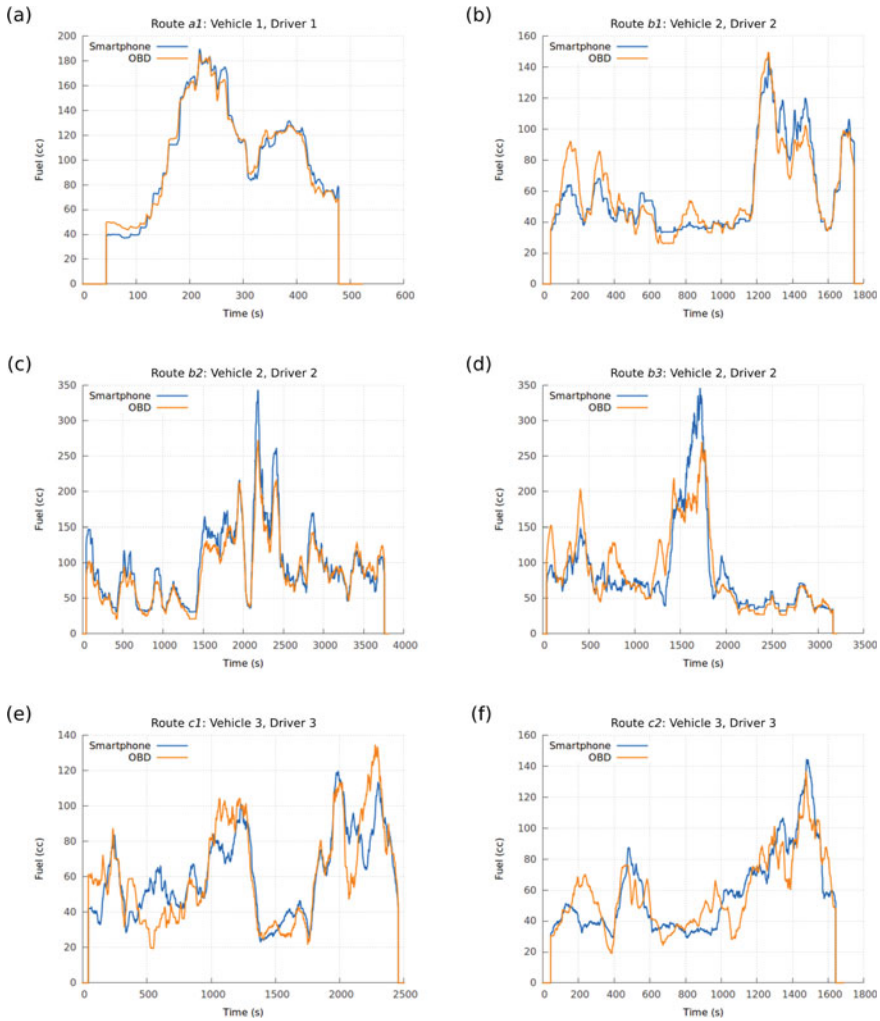 (a)
Route a1: Vehicle 1, Driver 1
Smartphone
OBD
Fuel (cc)
200
180
160
140
120
100
80
60
40
20
0
0 100 200 300 400 500 600
Time (s)
(b)
Route b1: Vehicle 2, Driver 2
Smartphone
OBD
Fuel (cc)
160
140
120
100
80
60
40
20
0
0 200 400 600 800 1000 1200 1400 1600 1800
Time (s)
(c)
Route b2: Vehicle 2, Driver 2
Smartphone
OBD
Fuel (cc)
350
300
250
200
150
100
50
0
0 500 1000 1500 2000 2500 3000 3500 4000
Time (s)
(d)
Route b3: Vehicle 2, Driver 2
Smartphone
OBD
Fuel (cc)
350
300
250
200
150
100
50
0
0 500 1000 1500 2000 2500 3000 3500
Time (s)
(e)
Route c1: Vehicle 3, Driver 3
Smartphone
OBD
Fuel (cc)
140
120
100
80
60
40
20
0
0 500 1000 1500 2000 2500
Time (s)
(f)
Route c2: Vehicle 3, Driver 3
Smartphone
OBD
Fuel (cc)
160
140
120
100
80
60
40
20
0
0 200 400 600 800 1000 1200 1400 1600 1800
Time (s)